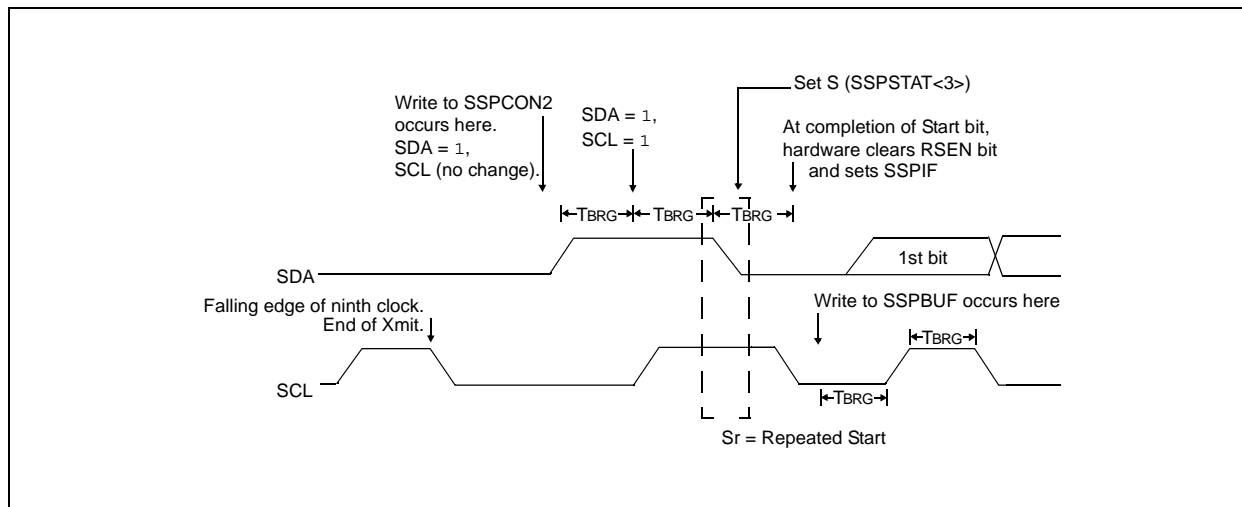 Set S (SSPSTAT<3>)
Write to SSPCON2
occurs here.
SDA = 1,
SCL (no change).
SDA = 1,
SCL = 1
At completion of Start bit,
hardware clears RSEN bit
and sets SSPIF
TBRG
TBRG
TBRG
SDA
1st bit
Falling edge of ninth clock.
End of Xmit.
Write to SSPBUF occurs here
TBRG
SCL
TBRG
Sr = Repeated Start